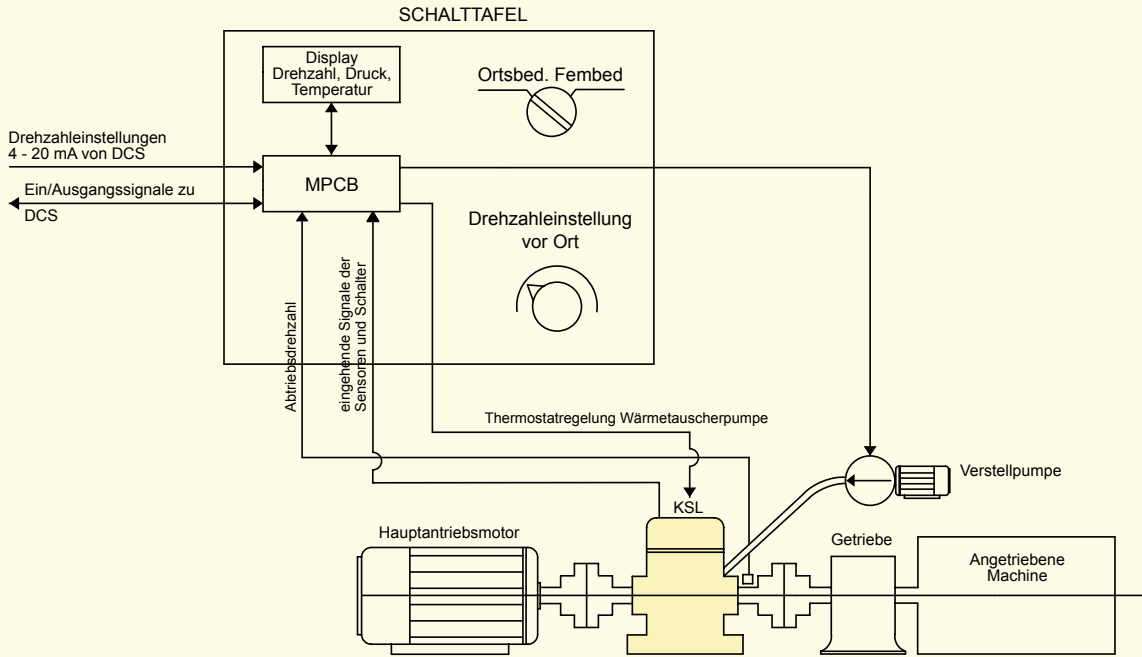 SCHALTTAFEL
Display
Drehzahl, Druck,
Temperatur
Ortsbed. Fembed
Drehzahleinstellungen
4 - 20 mA von DCS
MPCB
Ein/Ausgangssignale zu
DCS
Drehzahleinstellung
vor Ort
Abtriebsdrehzahl
eingehende Signale der
Sensoren und Schalter
Thermostatregelung Wärmetauscherpumpe
Verstellpumpe
KSL
Hauptantriebsmotor
Getriebe
Angetriebene
Machine